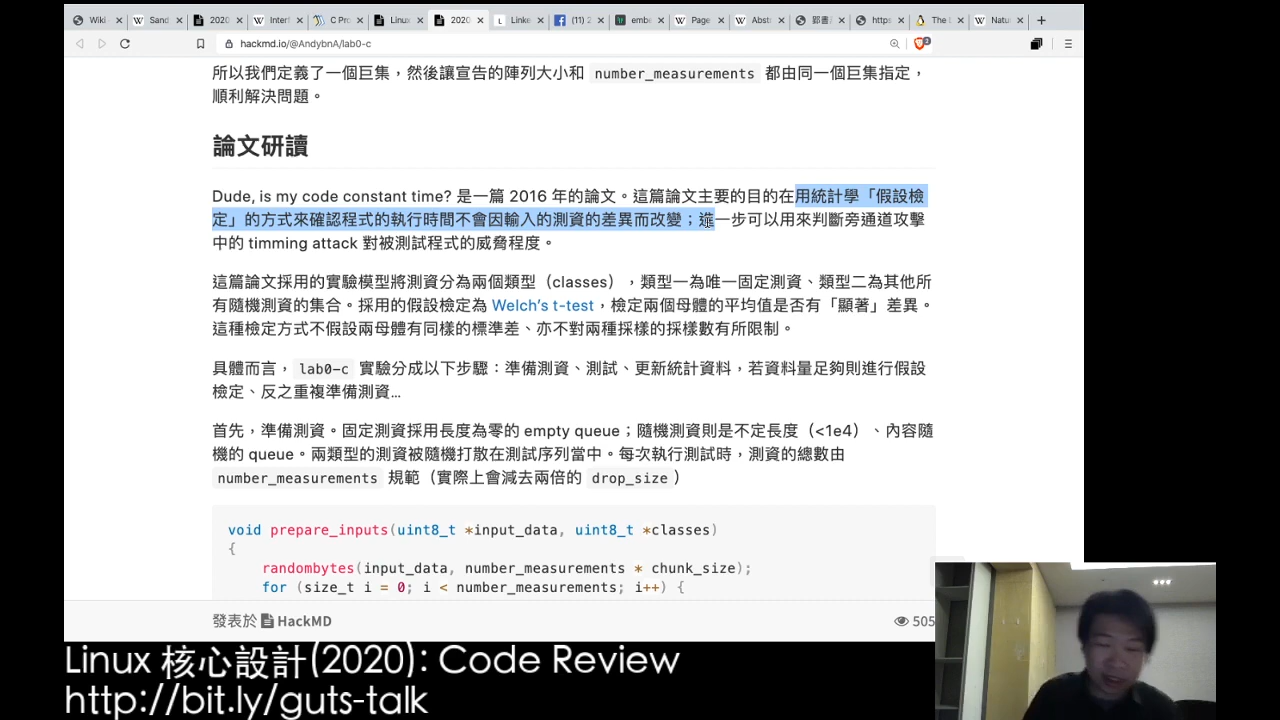 Wiki
Sand
2020
Interf
C Pro
Linux
2020
Linke
(11) 2
embe
Page
Abstr
https
The L
Natu
hackmd.io/@AndybnA/lab0-c
所以我們定義了一個巨集，然後讓宣告的陣列大小和 number_measurements 都由同一個巨集指定，
順利解決問題。
論文研讀
Dude, is my code constant time? 是一篇 2016 年的論文。這篇論文主要的目的在用統計學「假設檢
定」的方式來確認程式的執行時間不會因輸入的測資的差異而改變；進一步可以用來判斷旁通道攻擊
中的 timming attack 對被測試程式的威脅程度。
這篇論文採用的實驗模型將測資分為兩個類型（classes），類型一為唯一固定測資、類型二為其他所
有隨機測資的集合。採用的假設檢定為 Welch’s t-test，檢定兩個母體的平均值是否有「顯著」差異。
這種檢定方式不假設兩母體有同樣的標準差、亦不對兩種採樣的採樣數有所限制。
具體而言， lab0-c 實驗分成以下步驟：準備測資、測試、更新統計資料，若資料量足夠則進行假設
檢定、反之重複準備測資…
首先，準備測資。固定測資採用長度為零的 empty queue；隨機測資則是不定長度（<1e4）、內容隨
機的 queue。兩類型的測資被隨機打散在測試序列當中。每次執行測試時，測資的總數由
number_measurements 規範（實際上會減去兩倍的 drop_size ）
void prepare_inputs(uint8_t *input_data, uint8_t *classes)
{
randombytes(input_data, number_measurements * chunk_size);
for (size_t i = 0; i < number_measurements; i++) {
發表於 HackMD
505
Linux 核心設計(2020): Code Review
http://bit.ly/guts-talk